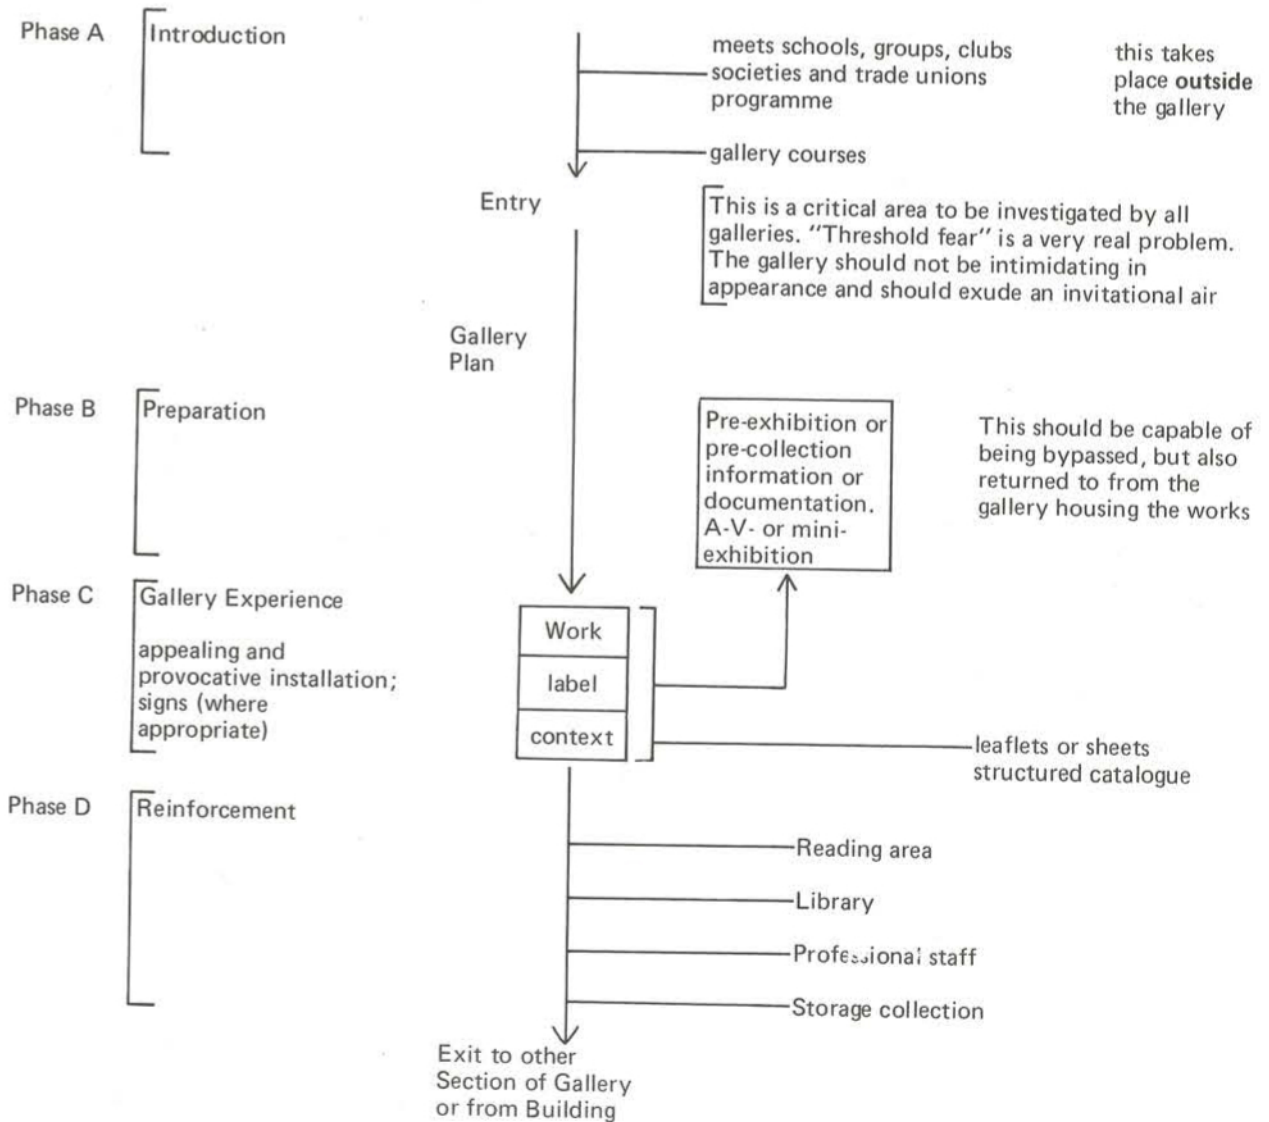 Phase A
Introduction
meets schools, groups, clubs
societies and trade unions
programme
this takes
place outside
the gallery
gallery courses
Entry
This is a critical area to be investigated by all
galleries. "Threshold fear" is a very real problem.
The gallery should not be intimidating in
appearance and should exude an invitational air
Gallery
Plan
Phase B
Preparation
Pre-exhibition or
pre-collection
information or
documentation.
A-V- or mini-
exhibition
This should be capable of
being bypassed, but also
returned to from the
gallery housing the works
Phase C
Gallery Experience
appealing and
provocative installation;
signs (where
appropriate)
Work
label
context
leaflets or sheets
structured catalogue
Phase D
Reinforcement
Reading area
Library
Professional staff
Storage collection
Exit to other
Section of Gallery
or from Building